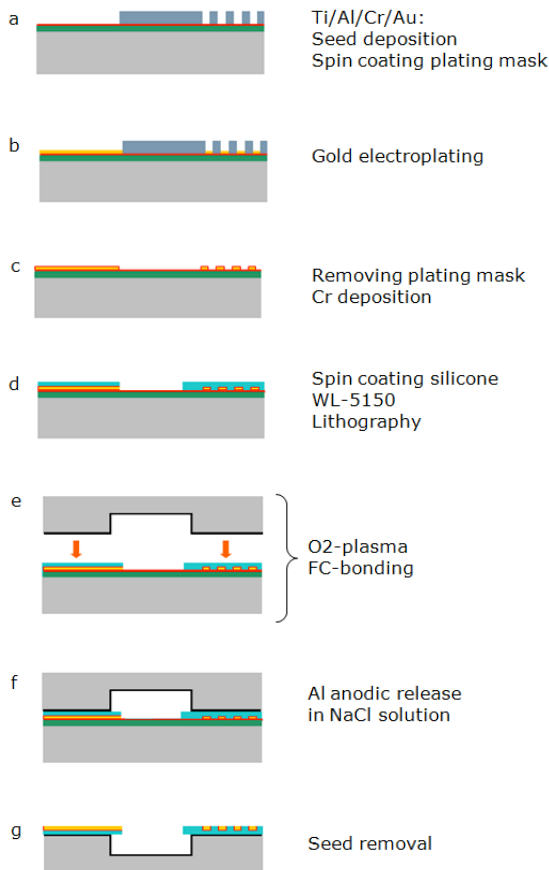 a
Ti/Al/Cr/Au:
Seed deposition
Spin coating plating mask
b
Gold electroplating
c
Removing plating mask
Cr deposition
d
Spin coating silicone
WL-5150
Lithography
e
O2-plasma
FC-bonding
f
Al anodic release
in NaCl solution
g
Seed removal